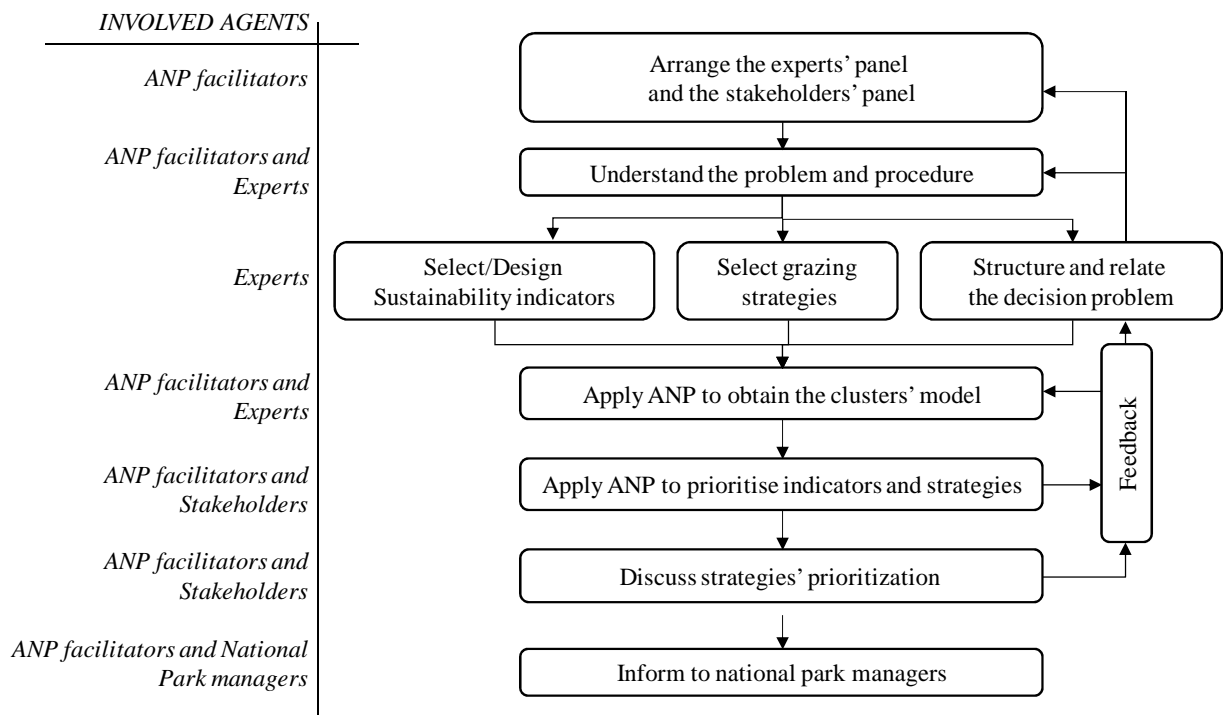 INVOLVED AGENTS
ANP facilitators
Arrange the experts’ panel
and the stakeholders’ panel
ANP facilitators and
Experts
Understand the problem and procedure
Experts
Select/Design
Sustainability indicators
Select grazing
strategies
Structure and relate
the decision problem
ANP facilitators and
Experts
Apply ANP to obtain the clusters’ model
Feedback
ANP facilitators and
Stakeholders
Apply ANP to prioritise indicators and strategies
ANP facilitators and
Stakeholders
Discuss strategies’ prioritization
ANP facilitators and National
Park managers
Inform to national park managers